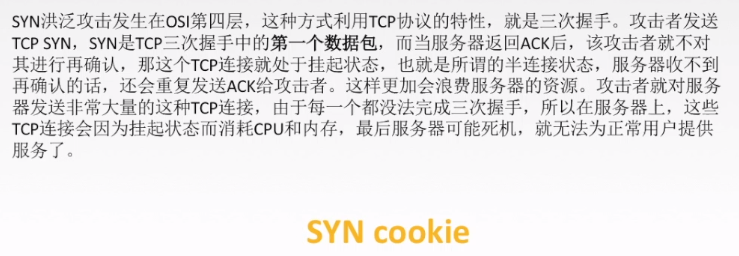 SYN洪泛攻击发生在OSI第四层，这种方式利用TCP协议的特性，就是三次握手。攻击者发送
TCP SYN，SYN是TCP三次握手中的第一个数据包，而当服务器返回ACK后，该攻击者就不对
其进行再确认，那这个TCP连接就处于挂起状态，也就是所谓的半连接状态，服务器收不到
再确认的话，还会重复发送ACK给攻击者。这样更加会浪费服务器的资源。攻击者就对服务
器发送非常大量的这种TCP连接，由于每一个都没法完成三次握手，所以在服务器上，这些
TCP连接会因为挂起状态而消耗CPU和内存，最后服务器可能死机，就无法为正常用户提供
服务了。
SYN cookie